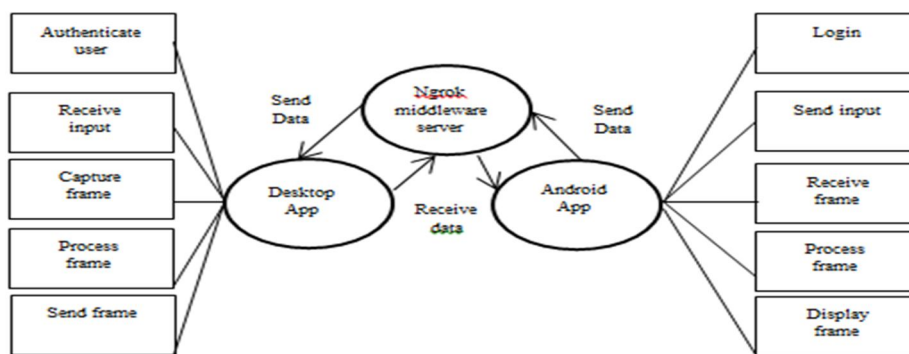 Authenticate
user
Receive
input
Capture
frame
Process
frame
Send frame
Send
Data
Desktop
App
Ngrok
middleware
server
Receive
data
Send
Data
Android
App
Login
Send input
Receive
frame
Process
frame
Display
frame